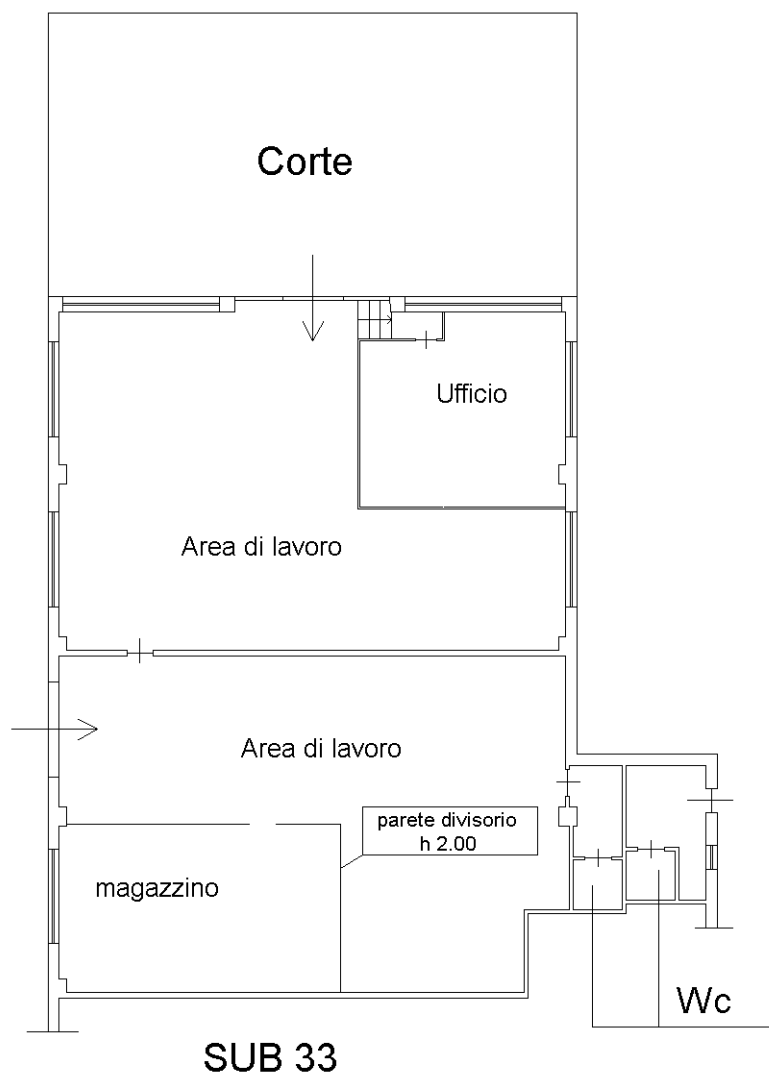 Corte
Ufficio
Area di lavoro
Area di lavoro
parete divisorio
h 2.00
magazzino
Wc
SUB 33